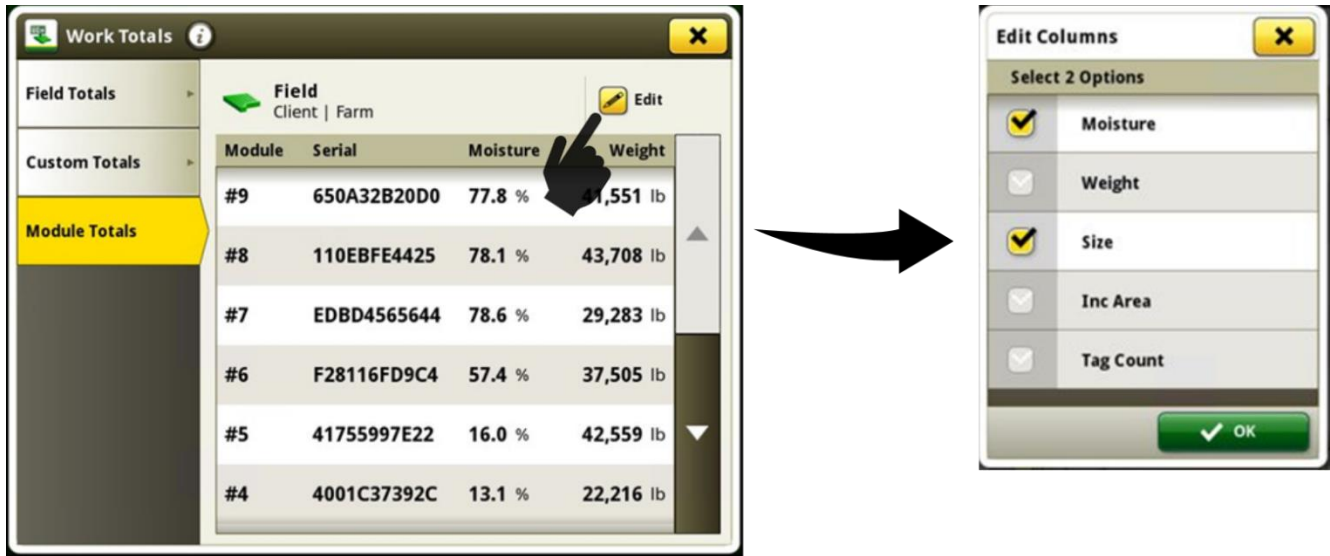 Work Totals i
Field Totals
Custom Totals
Module Totals
Field
Client | Farm
Edit
Module Serial Moisture Weight
#9 650A32B20D0 77.8 % 41,551 lb
#8 110EBFE4425 78.1 % 43,708 lb
#7 EDBD4565644 78.6 % 29,283 lb
#6 F28116FD9C4 57.4 % 37,505 lb
#5 41755997E22 16.0 % 42,559 lb
#4 4001C37392C 13.1 % 22,216 lb
Edit Columns
Select 2 Options
Moisture
Weight
Size
Inc Area
Tag Count
OK